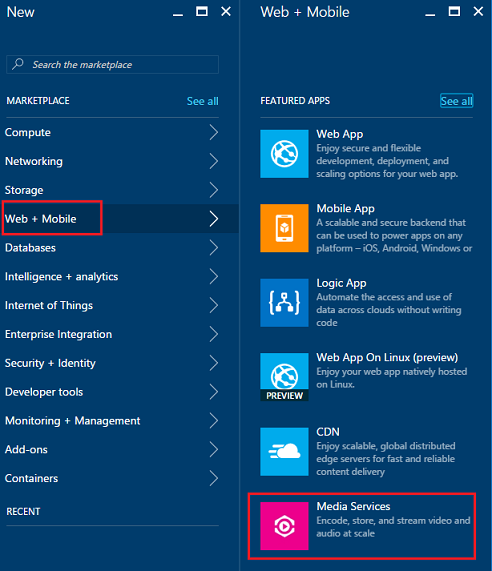 New
Search the marketplace
MARKETPLACE
See all
Compute
Networking
Storage
Web + Mobile
Databases
Intelligence + analytics
Internet of Things
Enterprise Integration
Security + Identity
Developer tools
Monitoring + Management
Add-ons
Containers
RECENT
Web + Mobile
FEATURED APPS
See all
Web App
Enjoy secure and flexible
development, deployment, and
scaling options for your web app.
Mobile App
A scalable and secure backend that
can be used to power apps on any
platform – iOS, Android, Windows or
Logic App
Automate the access and use of
data across clouds without writing
code
Web App On Linux (preview)
Enjoy your web app natively hosted
on Linux.
PREVIEW
CDN
Enjoy scalable, global distributed
edge servers for fast and reliable
content delivery
Media Services
Encode, store, and stream video and
audio at scale